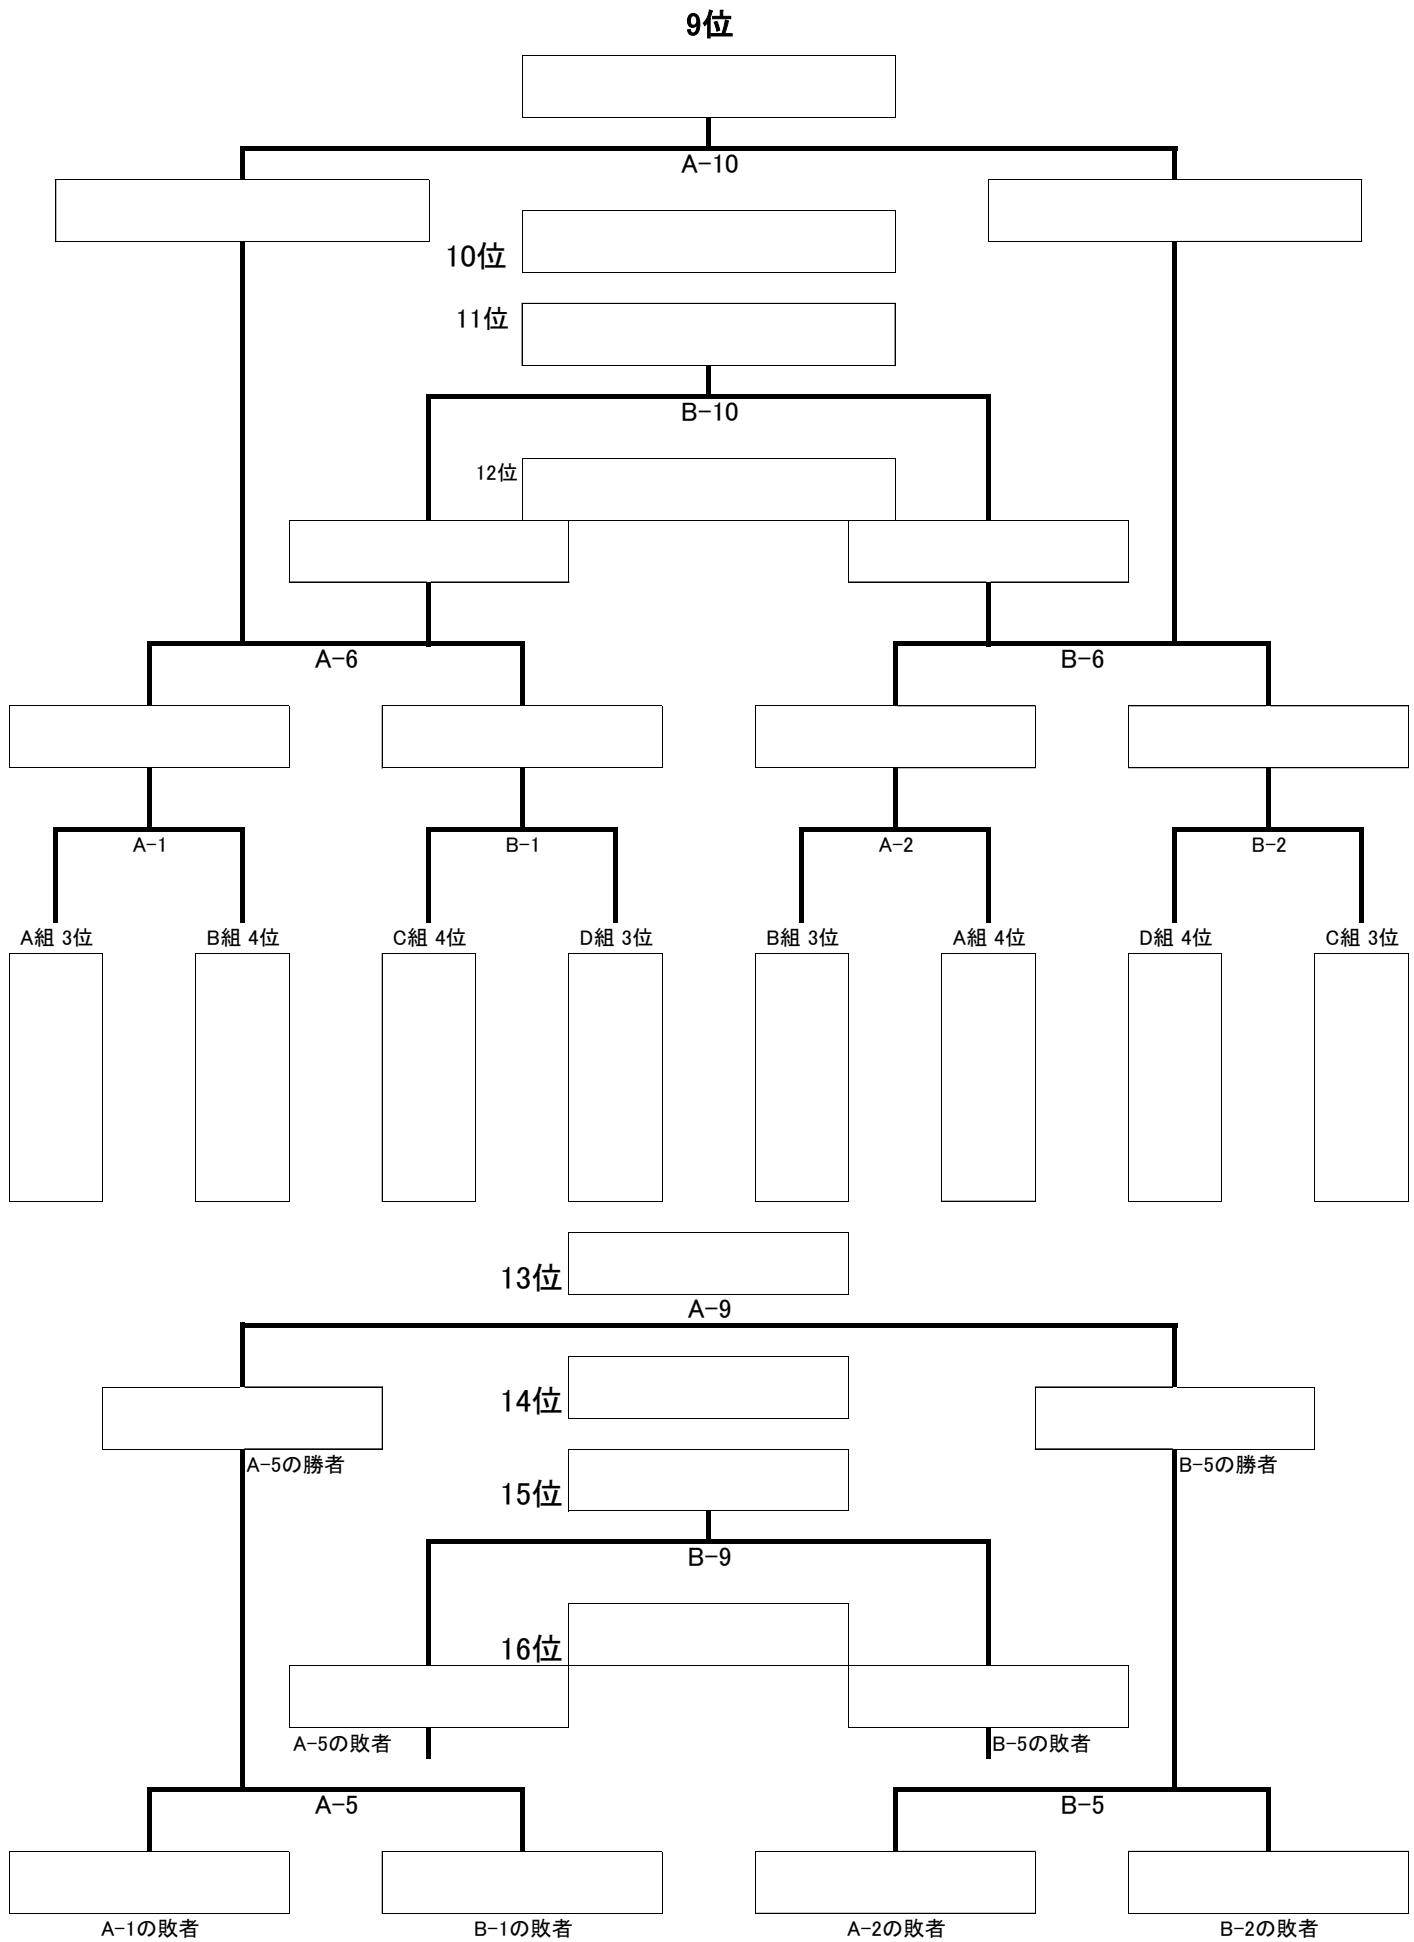 9位
A-10
10位
11位
B-10
12位
A-6
B-6
A-1
B-1
A-2
B-2
A組 3位
B組 4位
C組 4位
D組 3位
B組 3位
A組 4位
D組 4位
C組 3位
13位
A-9
14位
A-5の勝者
B-5の勝者
15位
B-9
16位
A-5の敗者
B-5の敗者
A-5
B-5
A-1の敗者
B-1の敗者
A-2の敗者
B-2の敗者